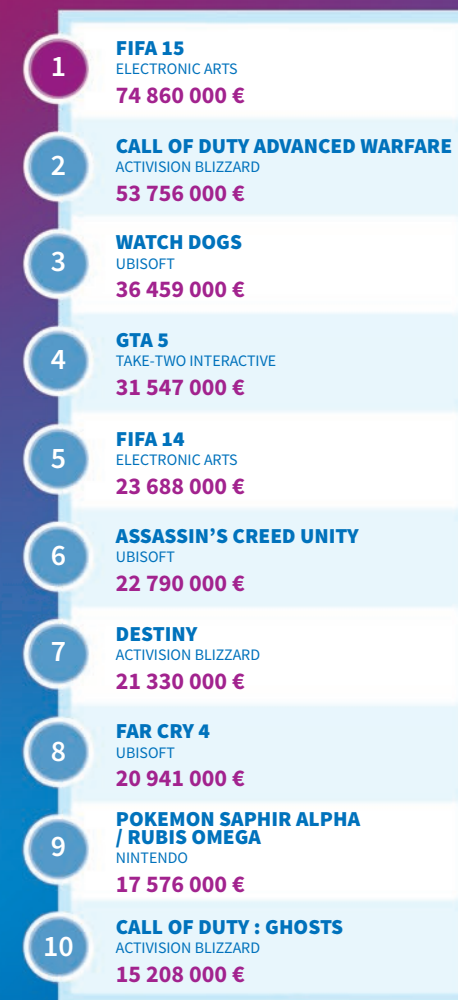 1
FIFA 15
ELECTRONIC ARTS
74 860 000 €
2
CALL OF DUTY ADVANCED WARFARE
ACTIVISION BLIZZARD
53 756 000 €
3
WATCH DOGS
UBISOFT
36 459 000 €
4
GTA 5
TAKE-TWO INTERACTIVE
31 547 000 €
5
FIFA 14
ELECTRONIC ARTS
23 688 000 €
6
ASSASSIN’S CREED UNITY
UBISOFT
22 790 000 €
7
DESTINY
ACTIVISION BLIZZARD
21 330 000 €
8
FAR CRY 4
UBISOFT
20 941 000 €
9
POKEMON SAPHIR ALPHA
/ RUBIS OMEGA
NINTENDO
17 576 000 €
10
CALL OF DUTY : GHOSTS
ACTIVISION BLIZZARD
15 208 000 €